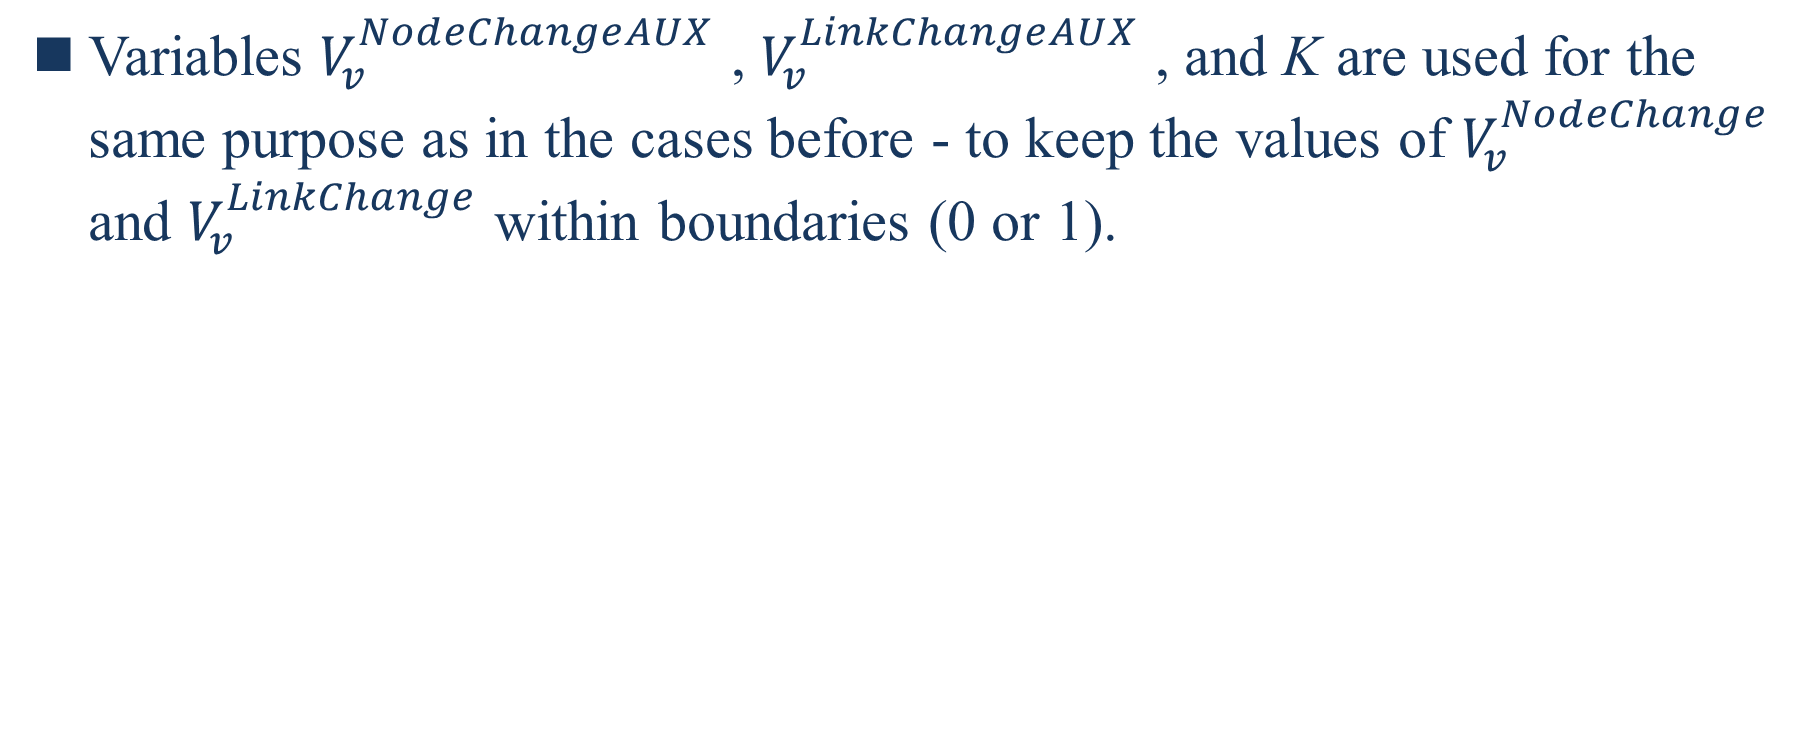 ■ Variables $V_v^{NodeChangeAUX}$ , $V_v^{LinkChangeAUX}$ , and $K$ are used for the
same purpose as in the cases before - to keep the values of $V_v^{NodeChange}$
and $V_v^{LinkChange}$ within boundaries (0 or 1).